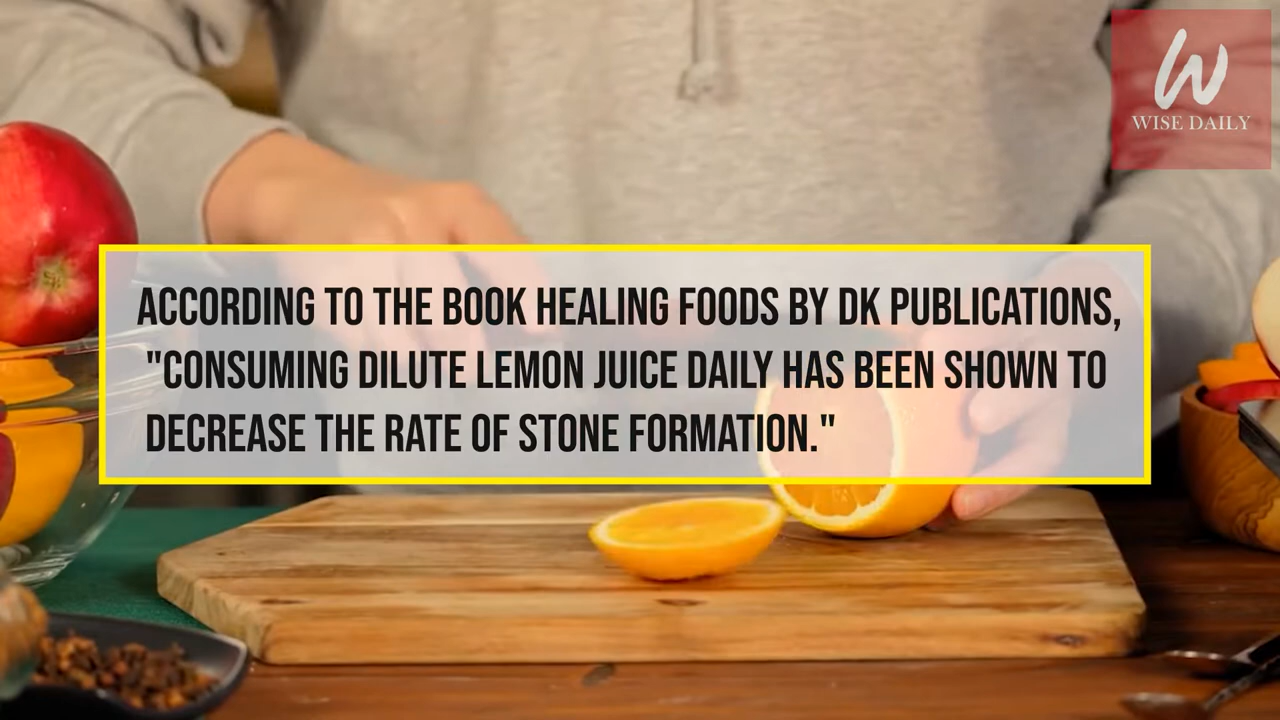 W
WISE DAILY
ACCORDING TO THE BOOK HEALING FOODS BY DK PUBLICATIONS,
"CONSUMING DILUTE LEMON JUICE DAILY HAS BEEN SHOWN TO
DECREASE THE RATE OF STONE FORMATION."